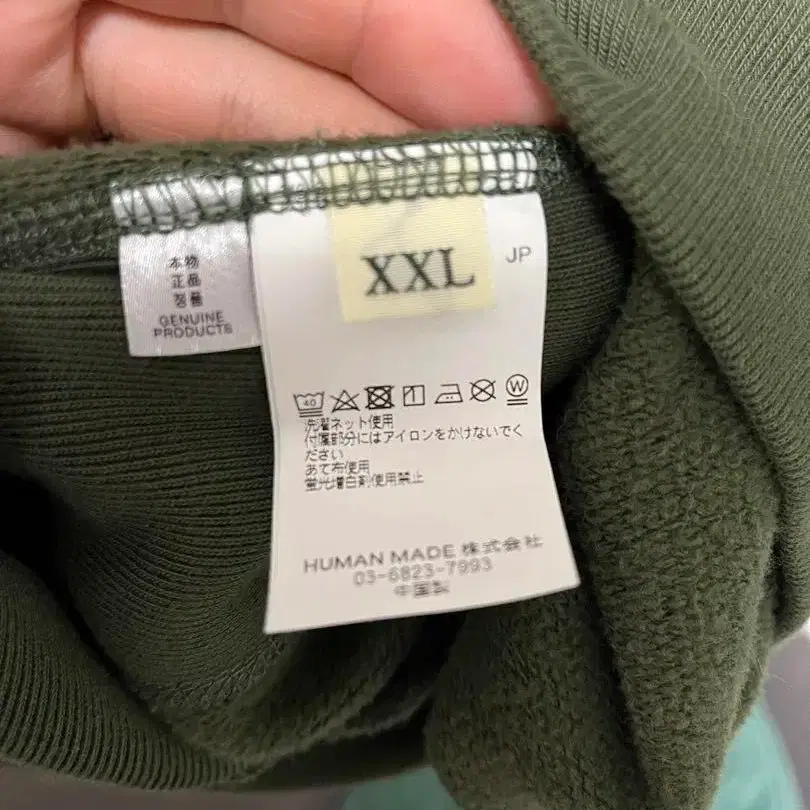 本物
正品
정품
GENUINE
PRODUCTS
XXL
JP
40
W
洗濯ネット使用
付属部分にはアイロンをかけないでく
ださい
あて布使用
蛍光増白剤使用禁止
HUMAN MADE 株式会社
03-6823-7993
中国製